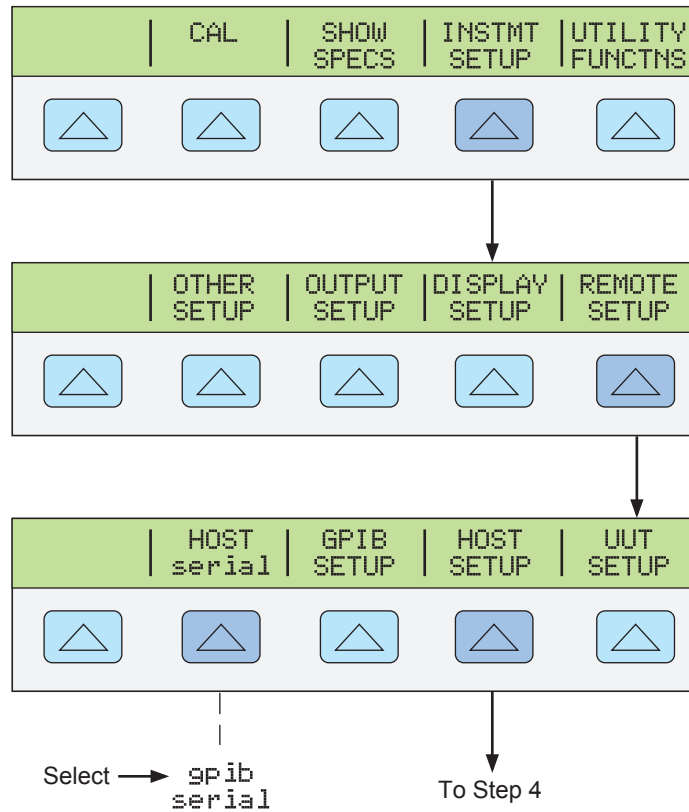 CAL SHOW INSTMT UTILITY
SPECS SETUP FUNCTNS
OTHER OUTPUT DISPLAY REMOTE
SETUP SETUP SETUP SETUP
HOST GPIB HOST UUT
serial SETUP SETUP SETUP
Select gpib
serial
To Step 4